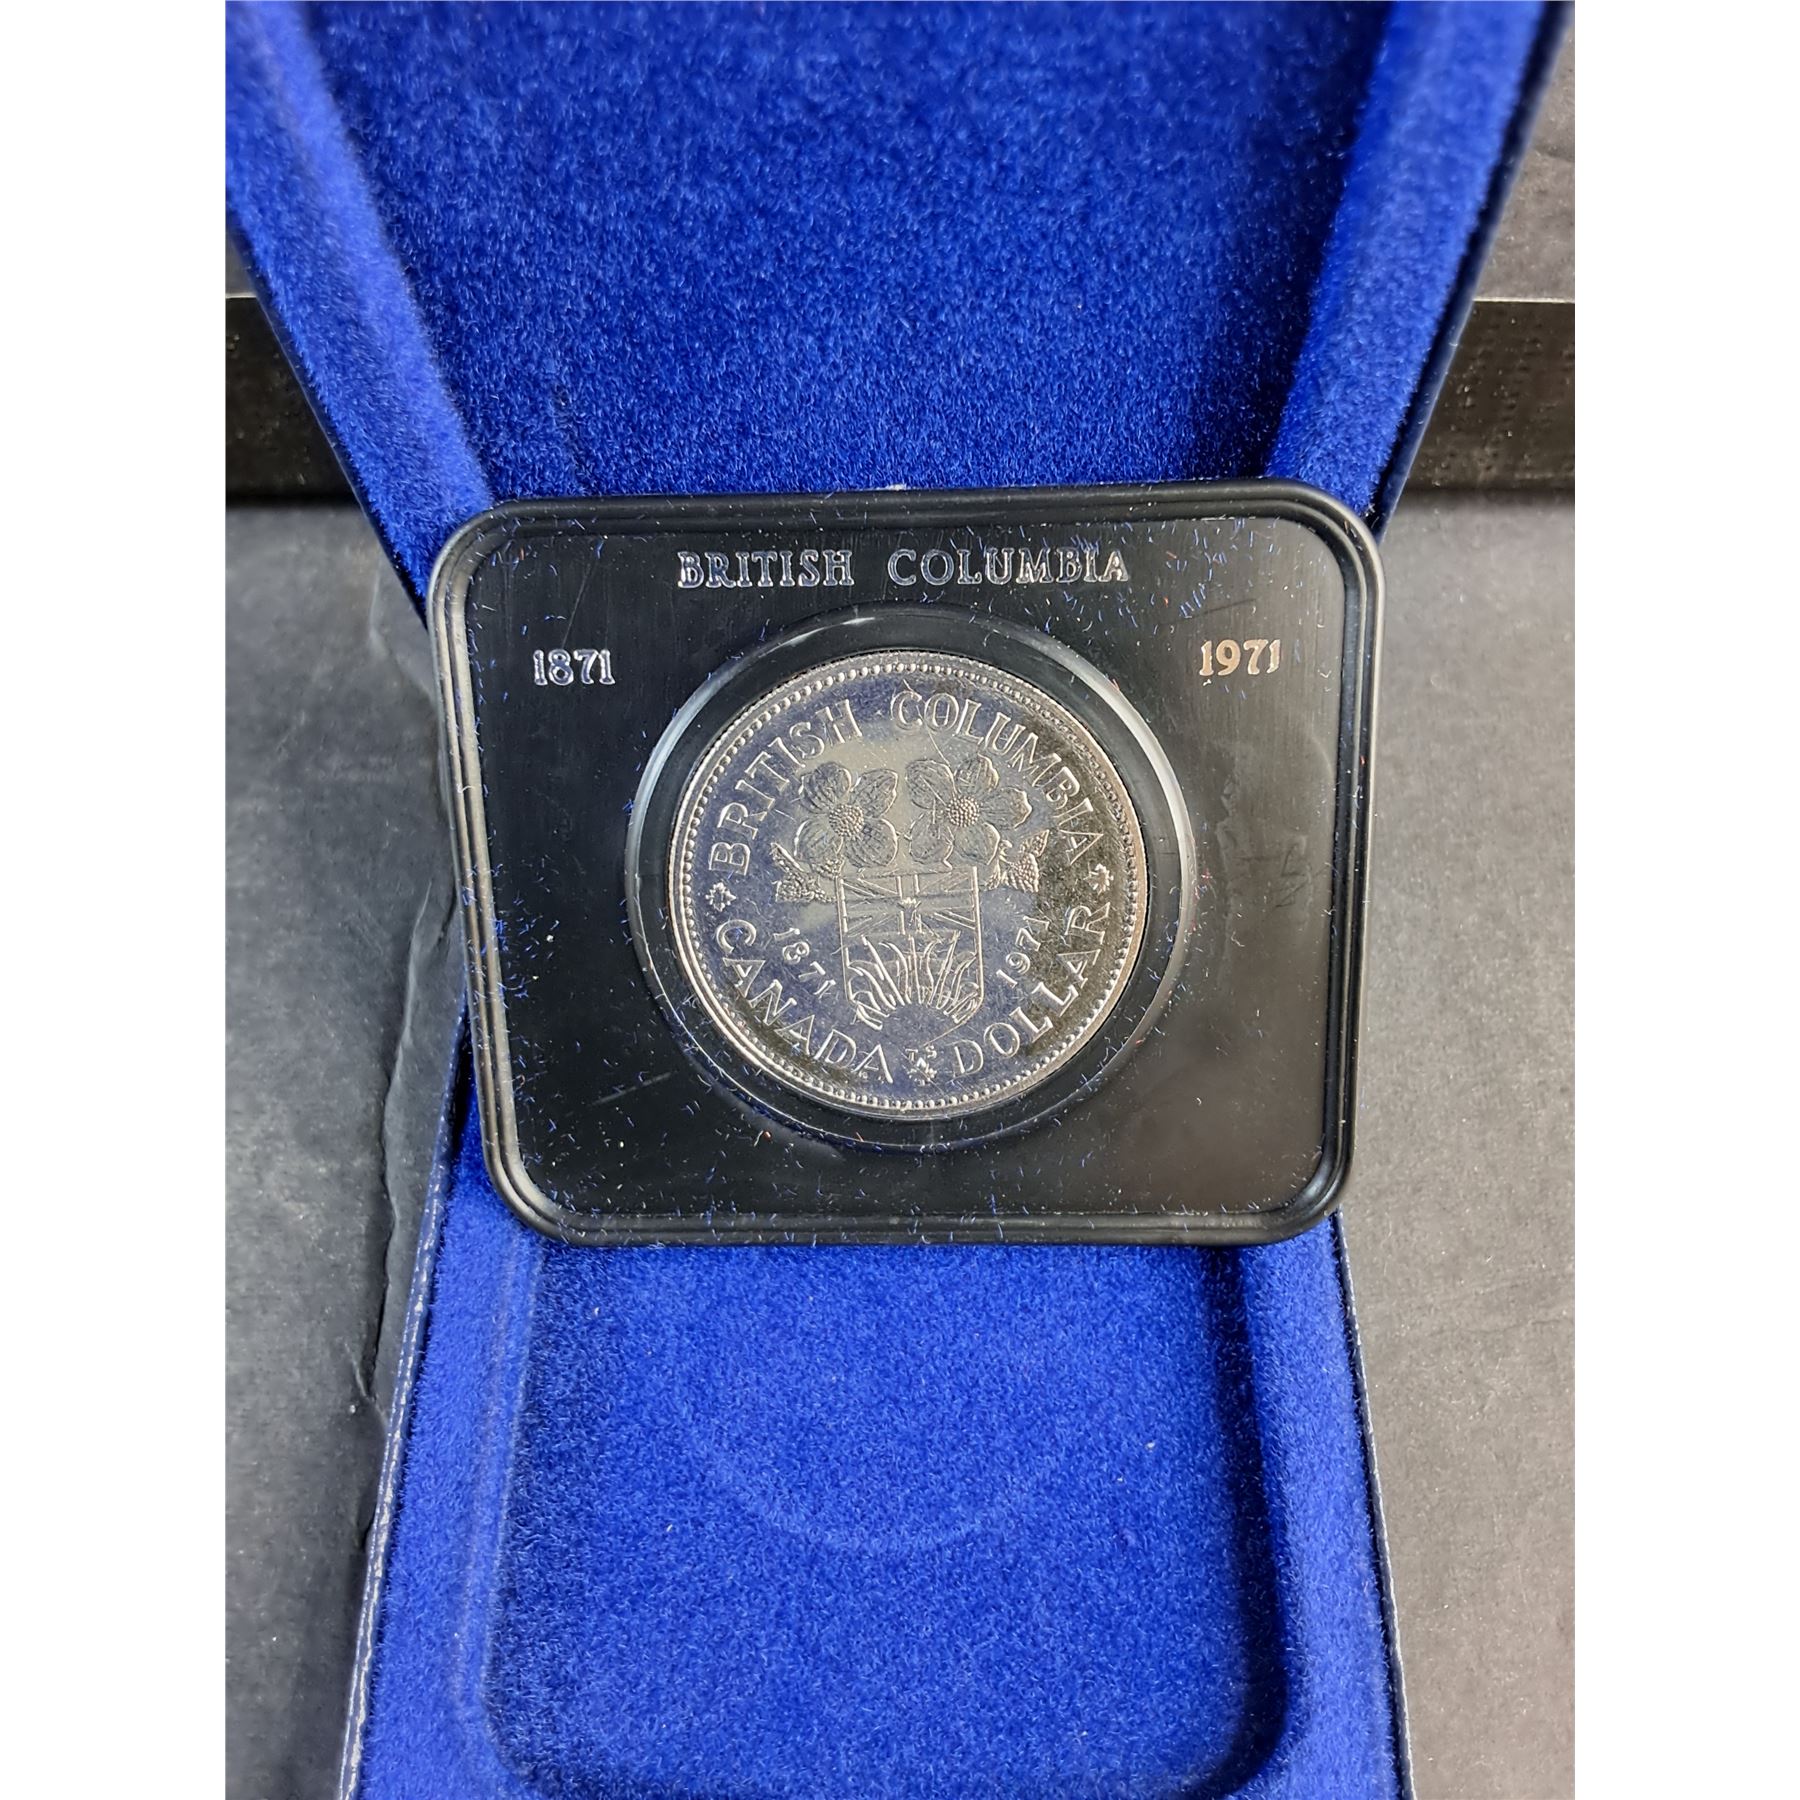 BRITISH COLUMBIA
1871 1971
BRITISH COLUMBIA
1871 1971
CANADA DOLLAR
T.S